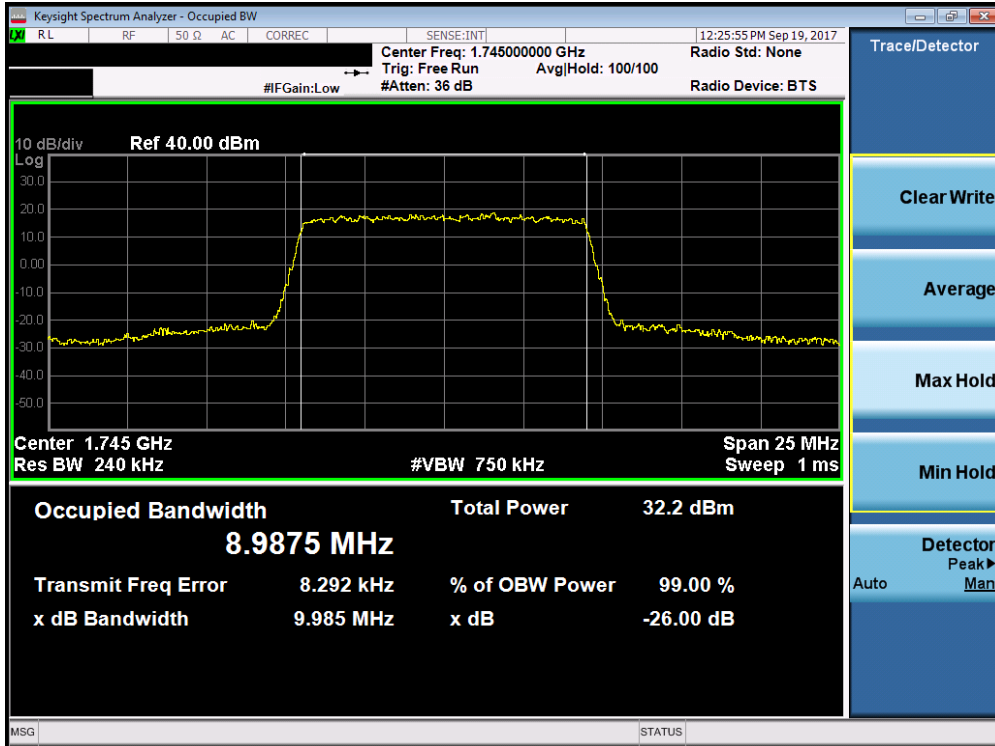 Keysight Spectrum Analyzer - Occupied BW
LXI RL RF 50 Ω AC CORREC SENSE:INT 12:25:55 PM Sep 19, 2017
Center Freq: 1.745000000 GHz Radio Std: None
Trig: Free Run Avg|Hold: 100/100
#IFGain:Low #Atten: 36 dB Radio Device: BTS
10 dB/div Ref 40.00 dBm
Log
30.0
20.0
10.0
0.00
-10.0
-20.0
-30.0
-40.0
-50.0
Center 1.745 GHz Span 25 MHz
Res BW 240 kHz #VBW 750 kHz Sweep 1 ms
Occupied Bandwidth Total Power 32.2 dBm
8.9875 MHz
Transmit Freq Error 8.292 kHz % of OBW Power 99.00 %
x dB Bandwidth 9.985 MHz x dB -26.00 dB
MSG STATUS
Trace/Detector
Clear Write
Average
Max Hold
Min Hold
Detector
Peak▶
Auto Man